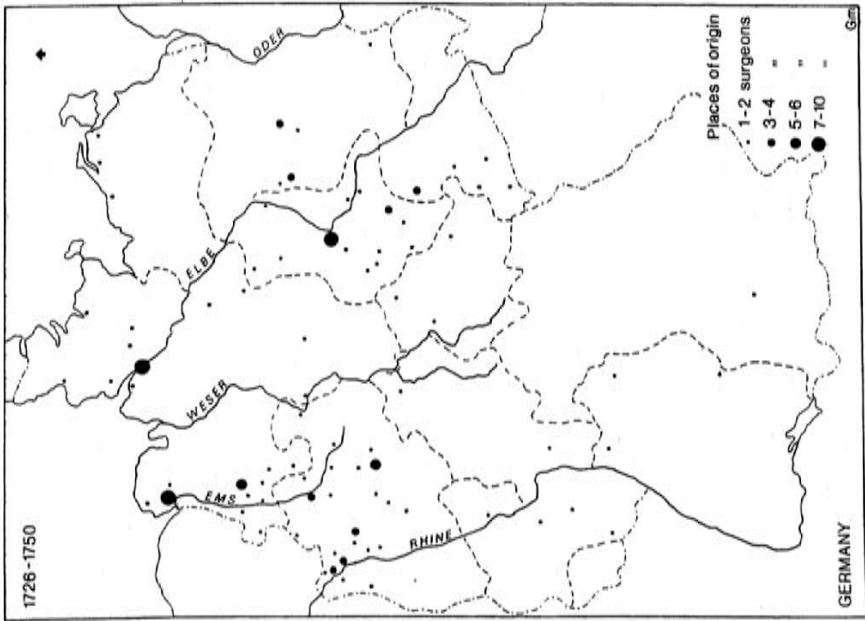 1726-1750
ODER
ELBE
WESER
EMS
RHINE
Places of origin
1-2 surgeons
3-4 "
5-6 "
7-10 "
GERMANY